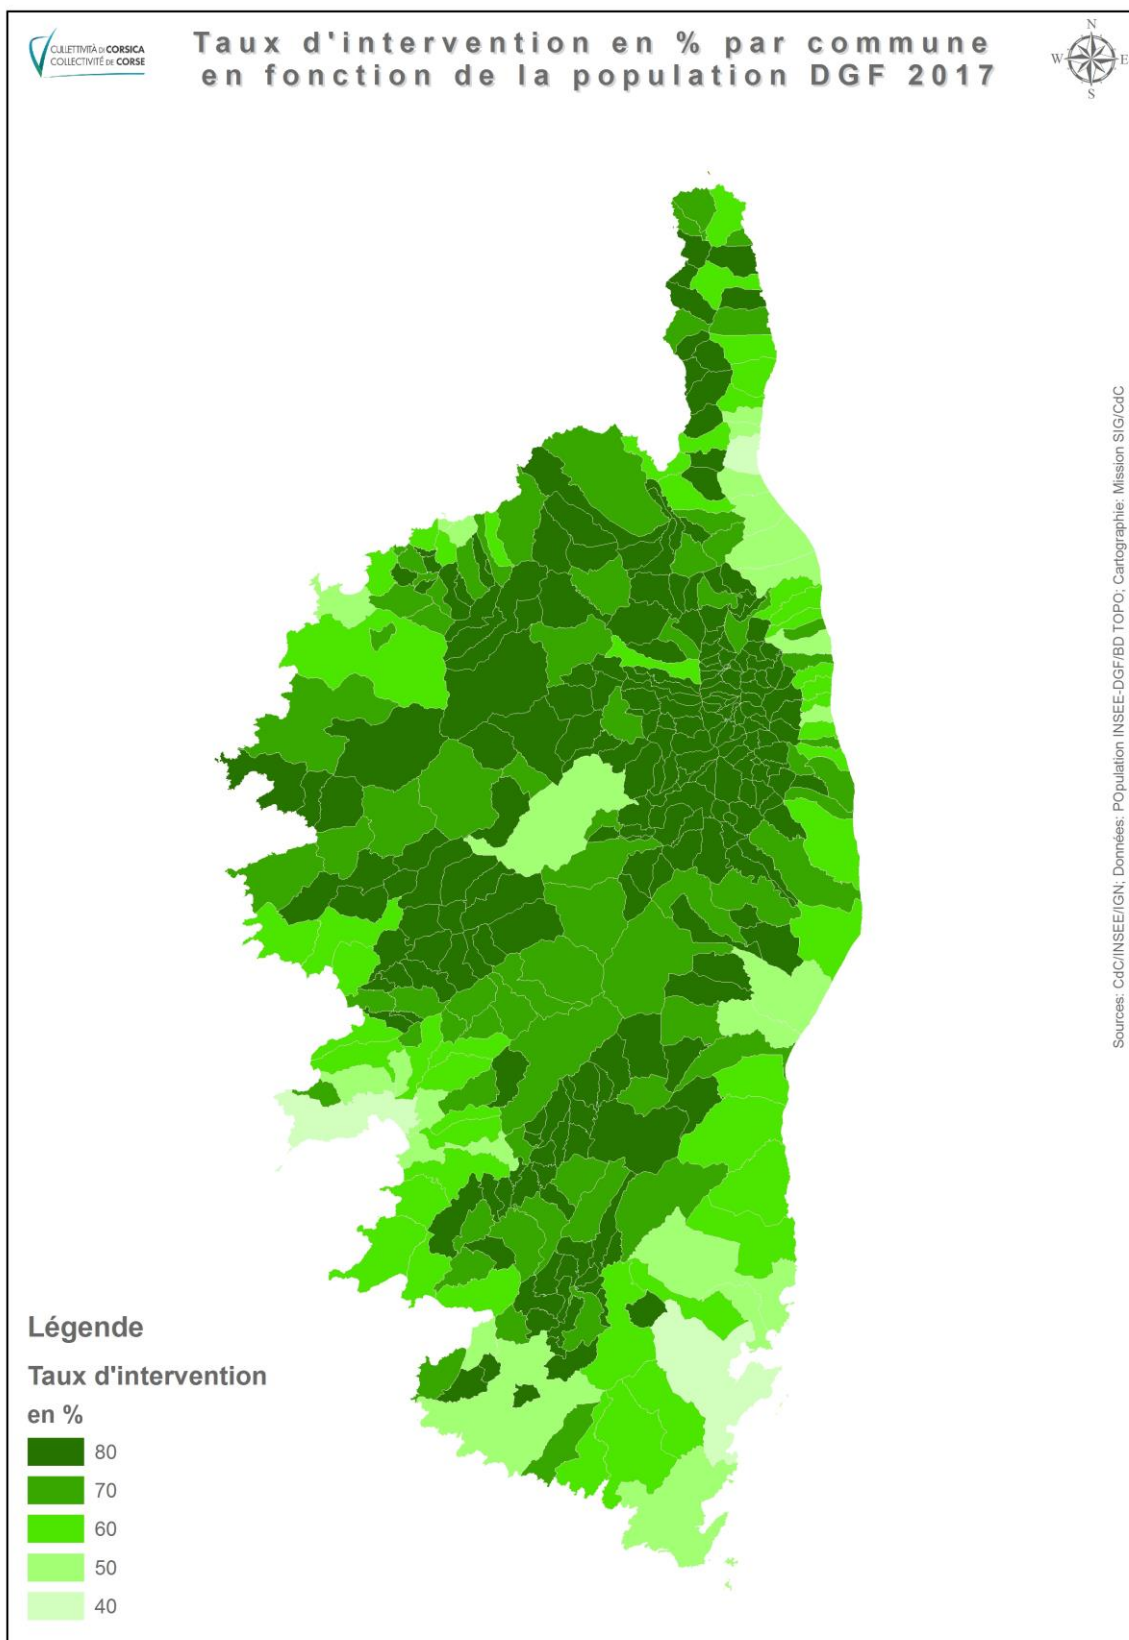 CULLETTIVITÀ DI CORSICA
COLLECTIVITÉ DE CORSE
Taux d'intervention en % par commune
en fonction de la population DGF 2017
N
W
E
S
Sources: CdC/INSEE/IGN; Données: POpulation INSEE-DGF/BD TOPO; Cartographie: Mission SIG/CdC
Légende
Taux d'intervention
en %
80
70
60
50
40